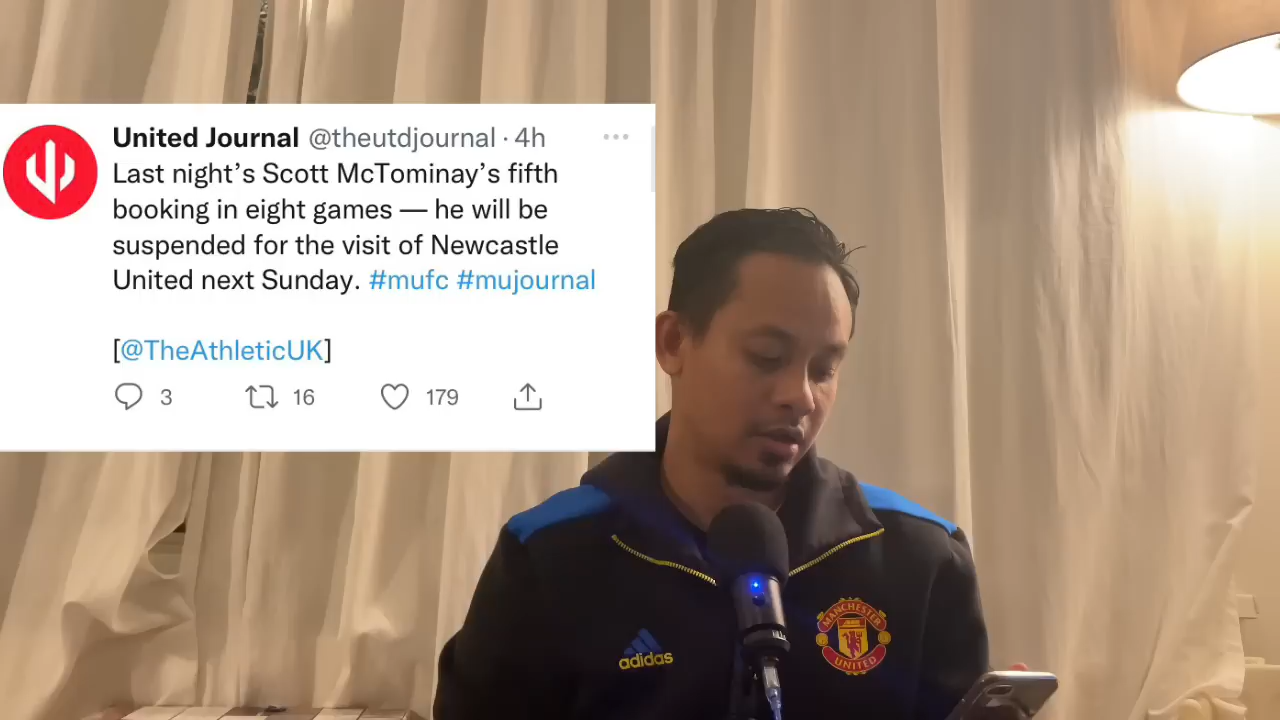 United Journal @theutdjournal · 4h
Last night's Scott McTominay's fifth
booking in eight games — he will be
suspended for the visit of Newcastle
United next Sunday. #mufc #mujournal
[@TheAthleticUK]
3 16 179
adidas
MANCHESTER
UNITED